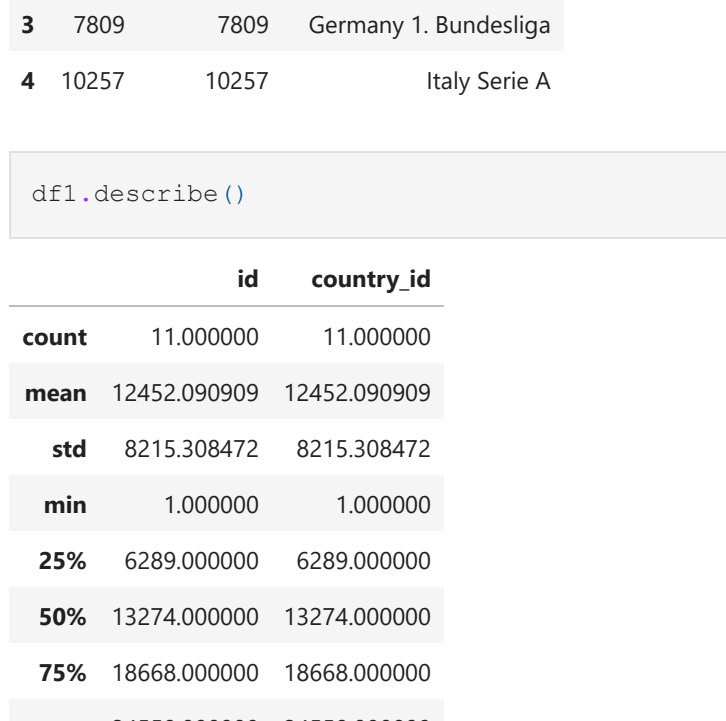 3 7809 7809 Germany 1. Bundesliga
4 10257 10257 Italy Serie A
df1.describe()
id country_id
count 11.000000 11.000000
mean 12452.090909 12452.090909
std 8215.308472 8215.308472
min 1.000000 1.000000
25% 6289.000000 6289.000000
50% 13274.000000 13274.000000
75% 18668.000000 18668.000000